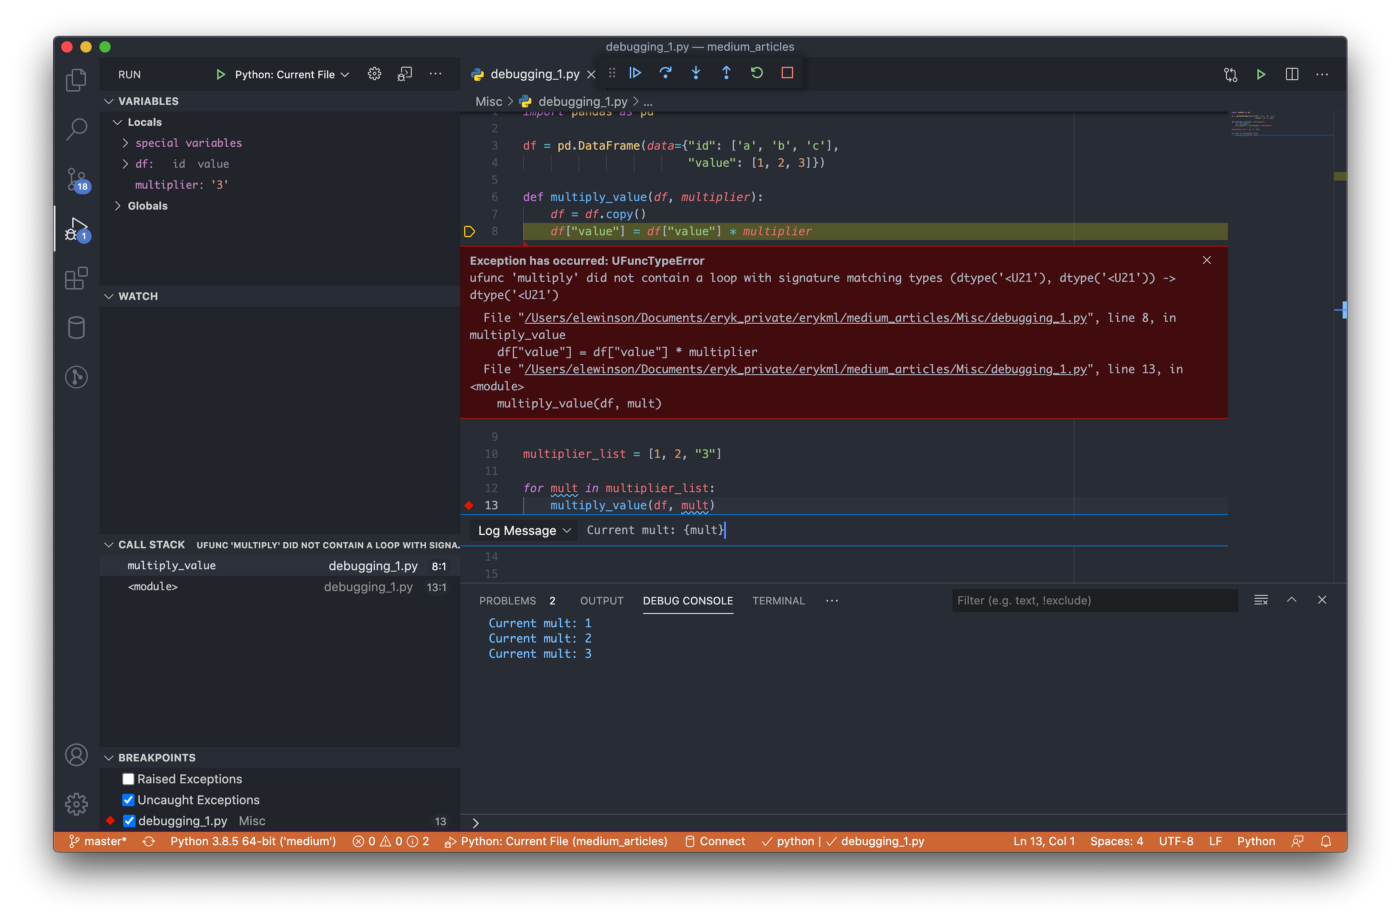 debugging_1.py — medium_articles
RUN
Python: Current File
debugging_1.py
VARIABLES
Locals
special variables
df: id value
multiplier: '3'
Globals
WATCH
CALL STACK UFUNC 'MULTIPLY' DID NOT CONTAIN A LOOP WITH SIGNA.
multiply_value debugging_1.py 8:1
<module> debugging_1.py 13:1
BREAKPOINTS
Raised Exceptions
Uncaught Exceptions
debugging_1.py Misc 13
18
1
Misc > debugging_1.py > ...
1 import pandas as pd
2
3 df = pd.DataFrame(data={"id": ['a', 'b', 'c'],
4 "value": [1, 2, 3]})
5
6 def multiply_value(df, multiplier):
7 df = df.copy()
8 df["value"] = df["value"] * multiplier
Exception has occurred: UFuncTypeError
ufunc 'multiply' did not contain a loop with signature matching types (dtype('<U21'), dtype('<U21')) ->
dtype('<U21')
File "/Users/elewinson/Documents/eryk_private/erykml/medium_articles/Misc/debugging_1.py", line 8, in
multiply_value
df["value"] = df["value"] * multiplier
File "/Users/elewinson/Documents/eryk_private/erykml/medium_articles/Misc/debugging_1.py", line 13, in
<module>
multiply_value(df, mult)
9
10 multiplier_list = [1, 2, "3"]
11
12 for mult in multiplier_list:
13 multiply_value(df, mult)
Log Message Current mult: {mult}
14
15
PROBLEMS 2 OUTPUT DEBUG CONSOLE TERMINAL ··· Filter (e.g. text, !exclude)
Current mult: 1
Current mult: 2
Current mult: 3
master* Python 3.8.5 64-bit ('medium') 0 0 2 Python: Current File (medium_articles) Connect ✓ python | ✓ debugging_1.py Ln 13, Col 1 Spaces: 4 UTF-8 LF Python